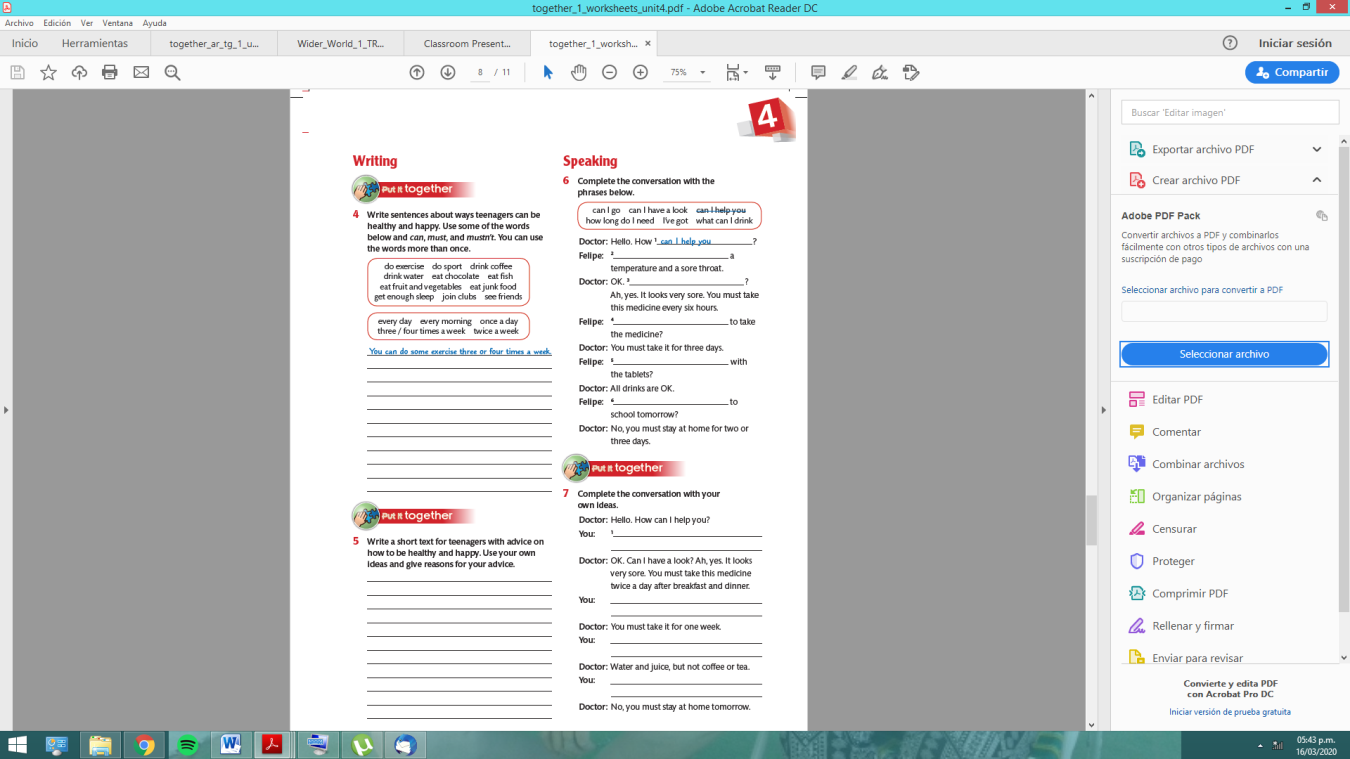 together_1_worksheets_unit4.pdf - Adobe Acrobat Reader DC
Archivo Edición Ver Ventana Ayuda
Inicio Herramientas together_ar_tg_1_u... Wider_World_1_TR... Classroom Present... together_1_worksh... × Iniciar sesión
8 / 11 75% Compartir
4
Writing
Put it together
4 Write sentences about ways teenagers can be
healthy and happy. Use some of the words
below and can, must, and mustn't. You can use
the words more than once.
do exercise do sport drink coffee
drink water eat chocolate eat fish
eat fruit and vegetables eat junk food
get enough sleep join clubs see friends
every day every morning once a day
three / four times a week twice a week
You can do some exercise three or four times a week.
Put it together
5 Write a short text for teenagers with advice on
how to be healthy and happy. Use your own
ideas and give reasons for your advice.
Speaking
6 Complete the conversation with the
phrases below.
can I go can I have a look can I help you
how long do I need I've got what can I drink
Doctor: Hello. How 1 can I help you ?
Felipe: 2 a
temperature and a sore throat.
Doctor: OK. 3 ?
Ah, yes. It looks very sore. You must take
this medicine every six hours.
Felipe: 4 to take
the medicine?
Doctor: You must take it for three days.
Felipe: 5 with
the tablets?
Doctor: All drinks are OK.
Felipe: 6 to
school tomorrow?
Doctor: No, you must stay at home for two or
three days.
Put it together
7 Complete the conversation with your
own ideas.
Doctor: Hello. How can I help you?
You: 1
Doctor: OK. Can I have a look? Ah, yes. It looks
very sore. You must take this medicine
twice a day after breakfast and dinner.
You:
Doctor: You must take it for one week.
You:
Doctor: Water and juice, but not coffee or tea.
You:
Doctor: No, you must stay at home tomorrow.
Buscar 'Editar imagen'
Exportar archivo PDF
Crear archivo PDF
Adobe PDF Pack
Convertir archivos a PDF y combinarlos
fácilmente con otros tipos de archivos con una
suscripción de pago
Seleccionar archivo para convertir a PDF
Seleccionar archivo
Editar PDF
Comentar
Combinar archivos
Organizar páginas
Censurar
Proteger
Comprimir PDF
Rellenar y firmar
Enviar para revisar
Convierte y edita PDF
con Acrobat Pro DC
Iniciar versión de prueba gratuita
05:43 p.m.
16/03/2020